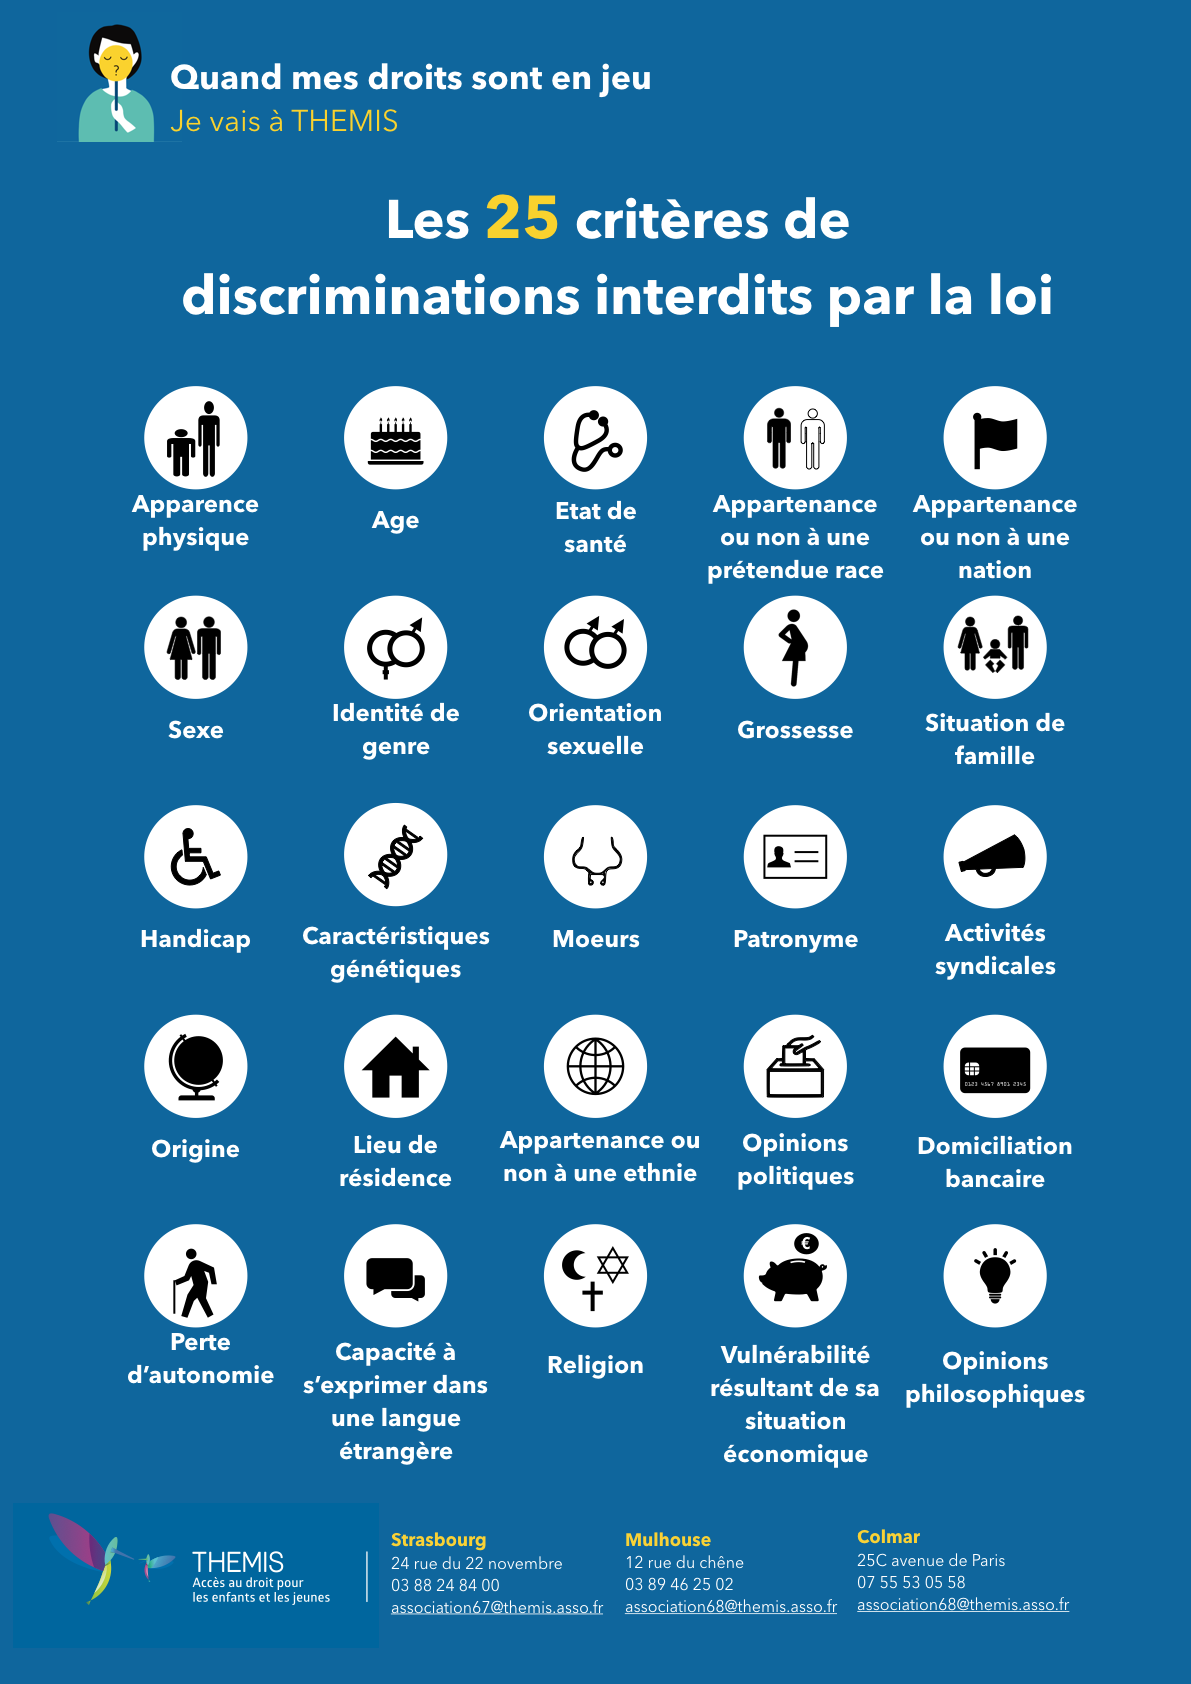 Quand mes droits sont en jeu
Je vais à THEMIS
Les 25 critères de
discriminations interdits par la loi
Apparence
physique
Age
Etat de
santé
Appartenance
ou non à une
prétendue race
Appartenance
ou non à une
nation
Sexe
Identité de
genre
Orientation
sexuelle
Grossesse
Situation de
famille
Handicap
Caractéristiques
génétiques
Moeurs
Patronyme
Activités
syndicales
Origine
Lieu de
résidence
Appartenance ou
non à une ethnie
Opinions
politiques
0123 4567 8901 2345
Domiciliation
bancaire
Perte
d’autonomie
Capacité à
s’exprimer dans
une langue
étrangère
Religion
€
Vulnérabilité
résultant de sa
situation
économique
Opinions
philosophiques
THEMIS
Accès au droit pour
les enfants et les jeunes
Strasbourg
24 rue du 22 novembre
03 88 24 84 00
association67@themis.asso.fr
Mulhouse
12 rue du chêne
03 89 46 25 02
association68@themis.asso.fr
Colmar
25C avenue de Paris
07 55 53 05 58
association68@themis.asso.fr